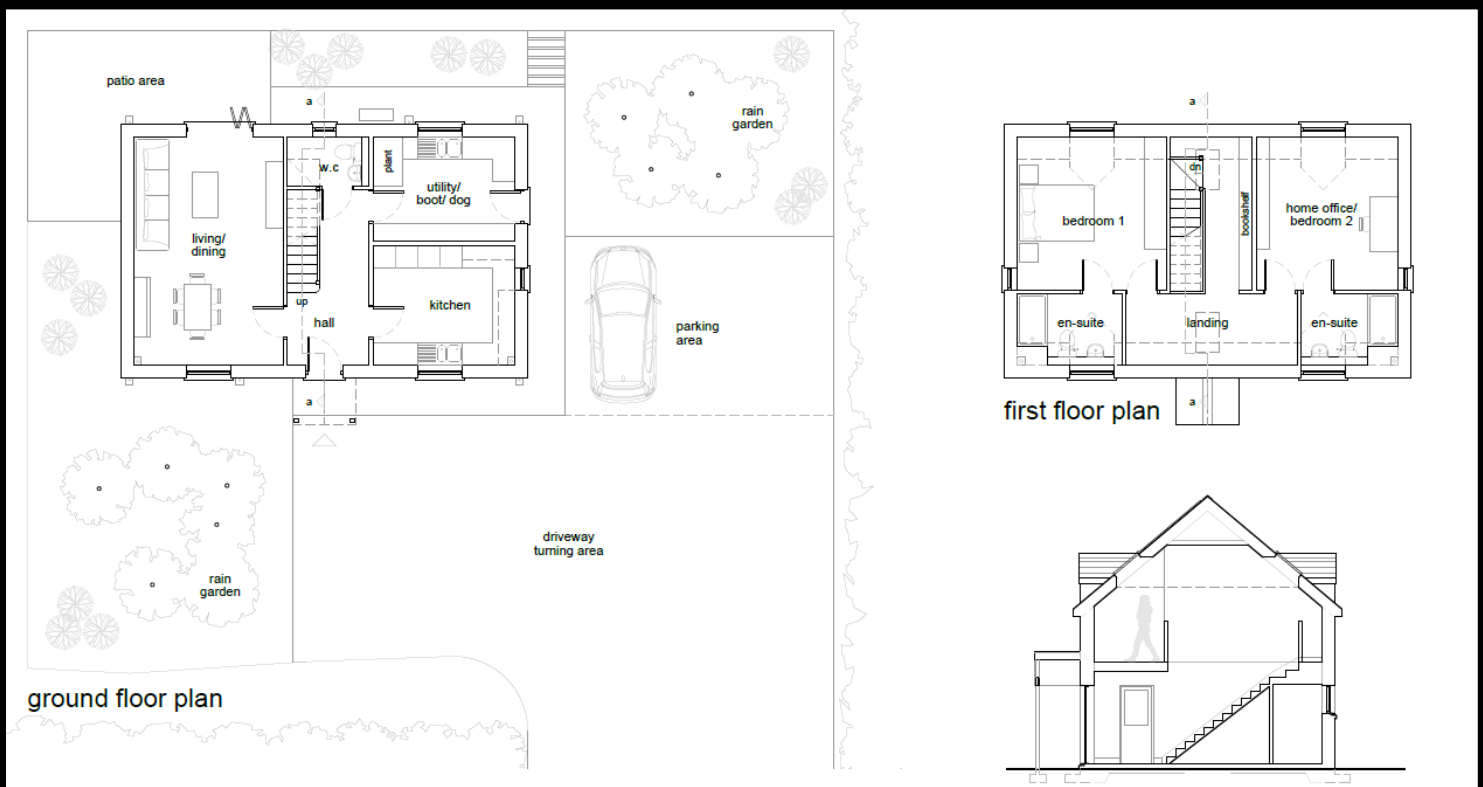 patio area
a
rain
garden
w.c
plant
utility/
boot/ dog
living/
dining
up
hall
kitchen
parking
area
a
driveway
turning area
rain
garden
ground floor plan
a
dn
bedroom 1
bookshelf
home office/
bedroom 2
en-suite
landing
en-suite
a
first floor plan